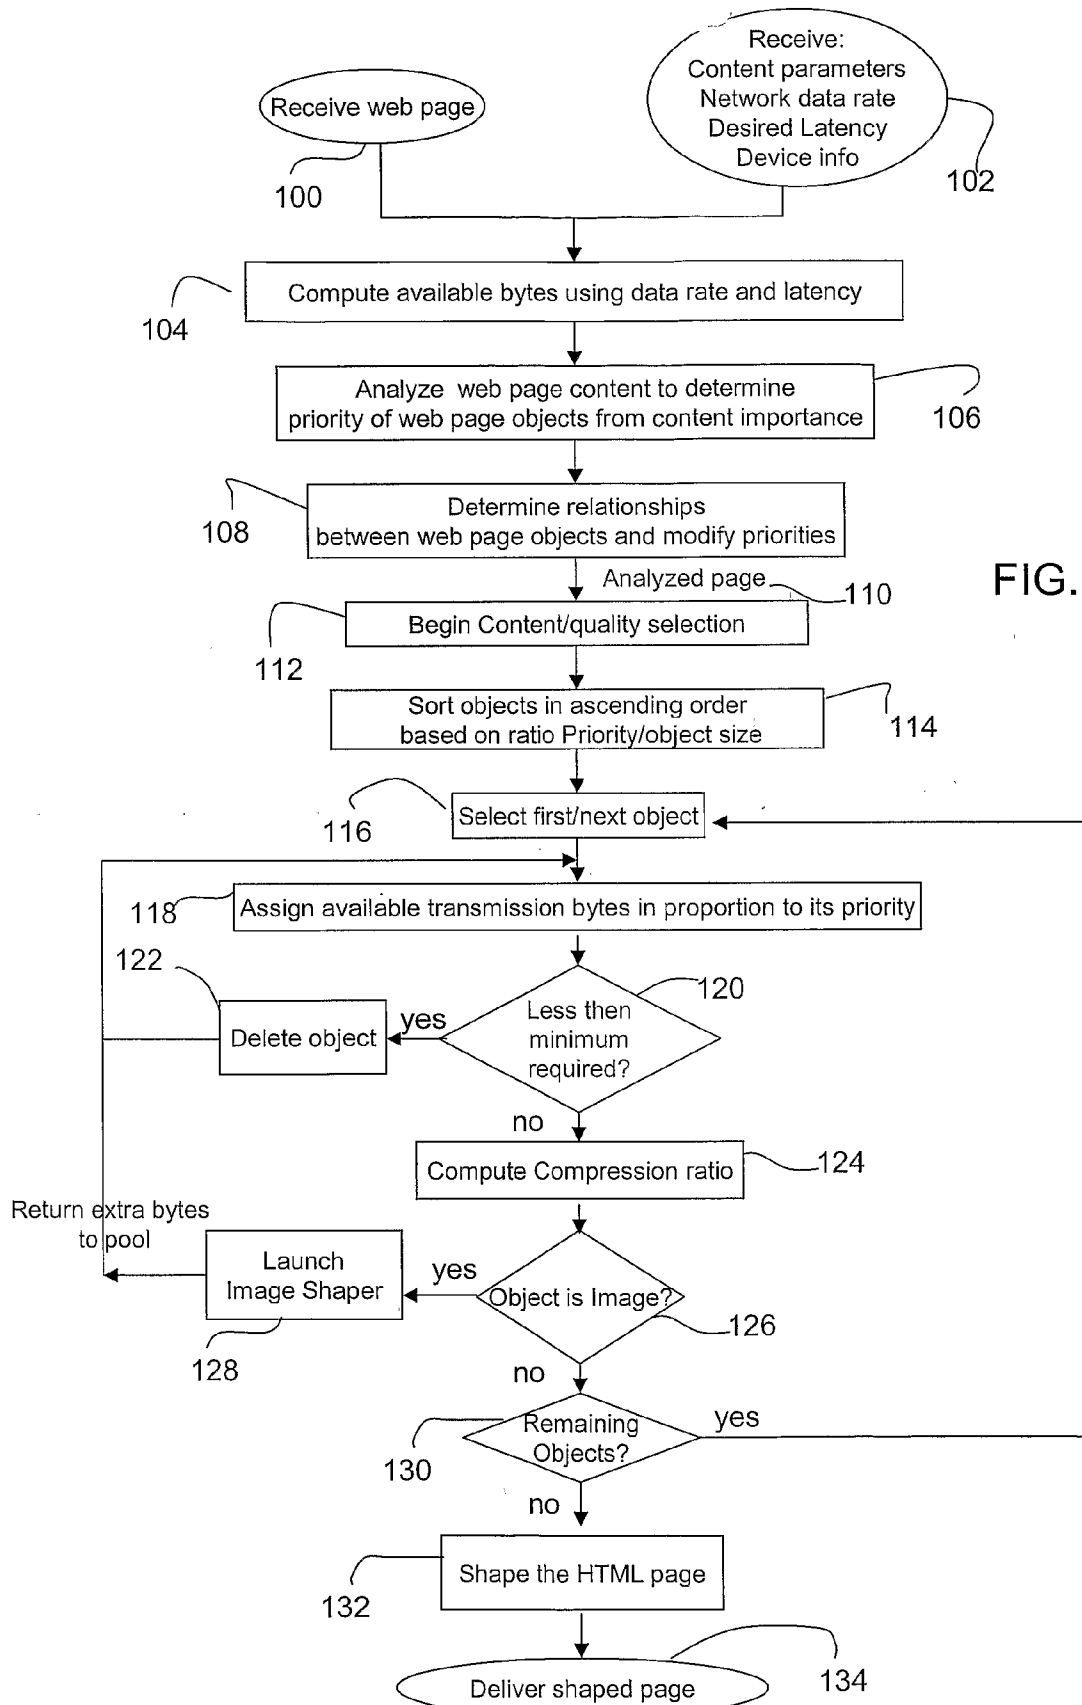 Receive web page
100
Receive:
Content parameters
Network data rate
Desired Latency
Device info
102
Compute available bytes using data rate and latency
104
Analyze web page content to determine
priority of web page objects from content importance
106
Determine relationships
between web page objects and modify priorities
108
Analyzed page
110
FIG.
Begin Content/quality selection
112
Sort objects in ascending order
based on ratio Priority/object size
114
Select first/next object
116
Assign available transmission bytes in proportion to its priority
118
Less then
minimum
required?
120
yes
Delete object
122
no
Compute Compression ratio
124
Object is Image?
126
yes
Launch
Image Shaper
128
Return extra bytes
to pool
no
Remaining
Objects?
130
yes
no
Shape the HTML page
132
Deliver shaped page
134